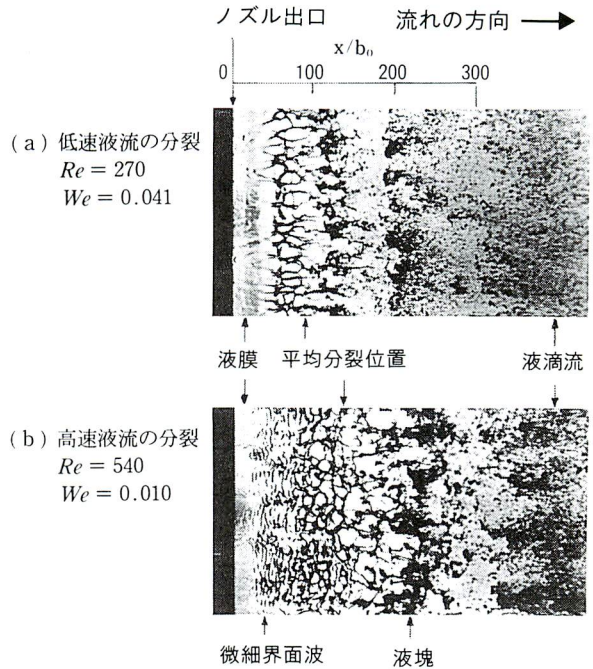 ノズル出口 流れの方向
x/b₀
0 100 200 300
(a) 低速液流の分裂
Re = 270
We = 0.041
液膜 平均分裂位置 液滴流
(b) 高速液流の分裂
Re = 540
We = 0.010
微細界面波 液塊